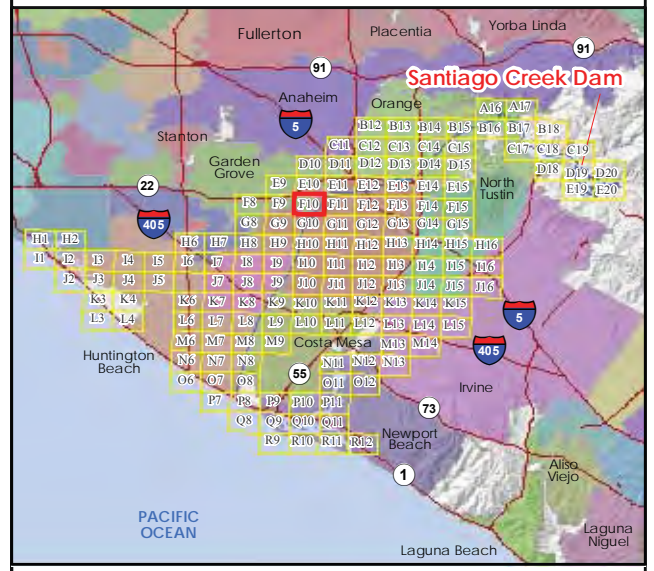 Fullerton
Placentia
Yorba Linda
91
91
Santiago Creek Dam
Anaheim
Orange
5
A16 A17
B12 B13 B14 B15 B16 B17 B18
Stanton
C11 C12 C13 C14 C15 C17 C18 C19
Garden
Grove
D10 D11 D12 D13 D14 D15 D18 D19 D20
22
E9 E10 E11 E12 E13 E14 E15 E19 E20
North
Tustin
F8 F9 F10 F11 F12 F13 F14 F15
405
G8 G9 G10 G11 G12 G13 G14 G15
H1 H2 H6 H7 H8 H9 H10 H11 H12 H13 H14 H15 H16
I1 I2 I3 I4 I5 I6 I7 I8 I9 I10 I11 I12 I13 I14 I15 I16
J2 J3 J4 J5 J6 J7 J8 J9 J10 J11 J12 J13 J14 J15 J16
K3 K4 K6 K7 K8 K9 K10 K11 K12 K13 K14 K15
5
L3 L4 L6 L7 L8 L9 L10 L11 L12 L13 L14 L15
M6 M7 M8 M9 Costa Mesa M13 M14
405
Huntington
Beach
N6 N7 N8 N11 N12 N13
55
O6 O7 O8 O11 O12
Irvine
P7 P8 P9 P10 P11
73
Q8 Q9 Q10 Q11
Newport
Beach
R9 R10 R11 R12
1
Aliso
Viejo
PACIFIC
OCEAN
Laguna
Niguel
Laguna Beach